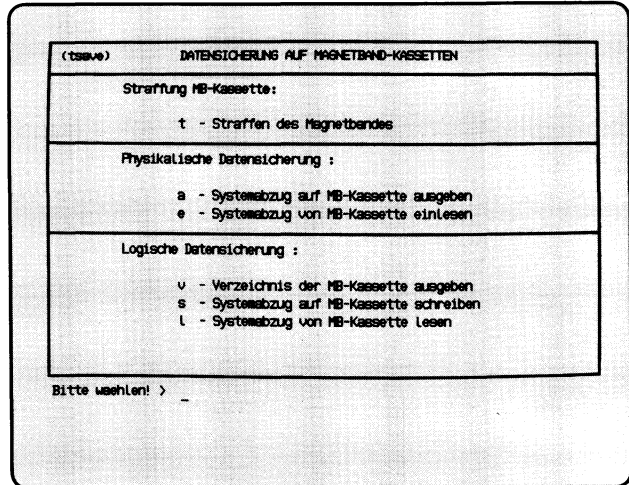 (tsave) DATENSICHERUNG AUF MAGNETBAND-KASSETTEN
Straffung MB-Kassette:
t - Straffen des Magnetbandes
Physikalische Datensicherung :
a - Systemabzug auf MB-Kassette ausgeben
e - Systemabzug von MB-Kassette einlesen
Logische Datensicherung :
v - Verzeichnis der MB-Kassette ausgeben
s - Systemabzug auf MB-Kassette schreiben
l - Systemabzug von MB-Kassette lesen
Bitte waehlen! > _